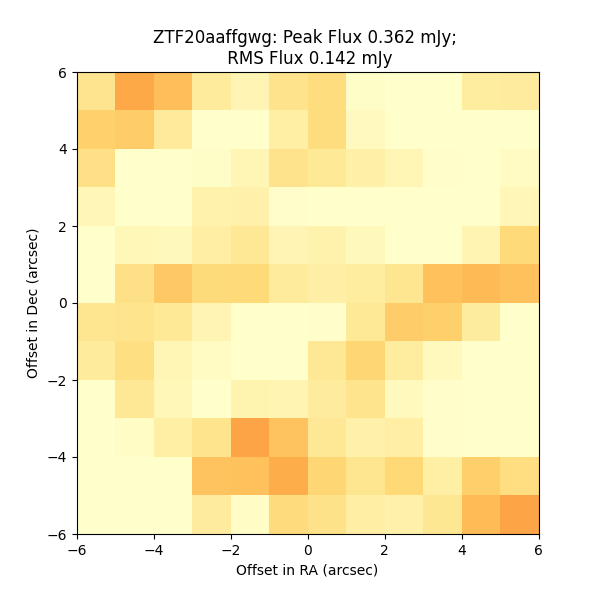 ZTF20aaffgwg: Peak Flux 0.362 mJy;
RMS Flux 0.142 mJy
6
4
2
0
−2
−4
−6
Offset in Dec (arcsec)
−6 −4 −2 0 2 4 6
Offset in RA (arcsec)